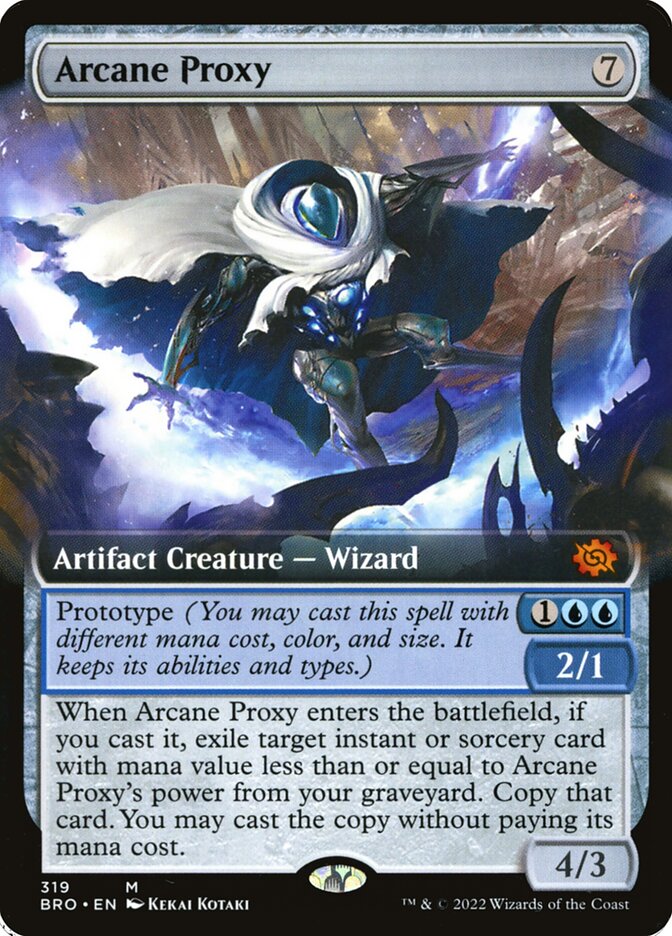 Arcane Proxy 7
Artifact Creature — Wizard
Prototype (You may cast this spell with 1
different mana cost, color, and size. It
keeps its abilities and types.) 2/1
When Arcane Proxy enters the battlefield, if
you cast it, exile target instant or sorcery card
with mana value less than or equal to Arcane
Proxy's power from your graveyard. Copy that
card. You may cast the copy without paying its
mana cost.
4/3
319 M
BRO • EN KEKAI KOTAKI ™ & © 2022 Wizards of the Coast